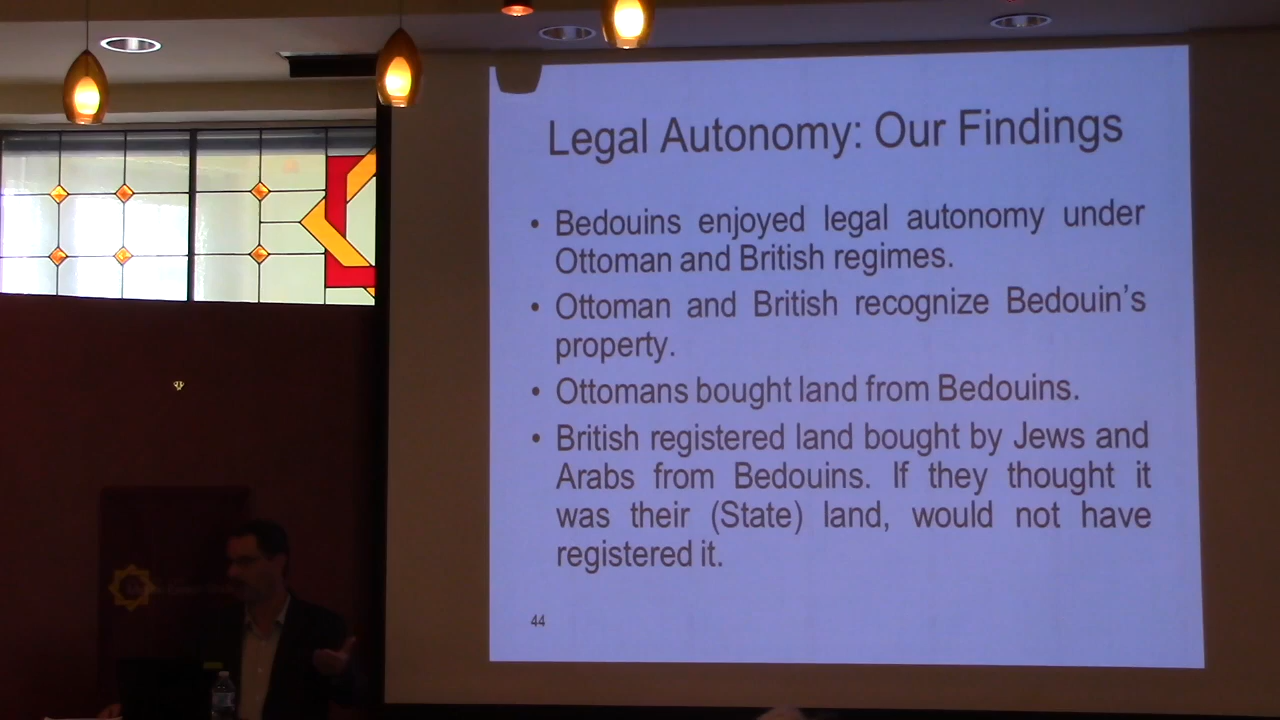 Legal Autonomy: Our Findings
• Bedouins enjoyed legal autonomy under
Ottoman and British regimes.
• Ottoman and British recognize Bedouin's
property.
• Ottomans bought land from Bedouins.
• British registered land bought by Jews and
Arabs from Bedouins. If they thought it
was their (State) land, would not have
registered it.
44